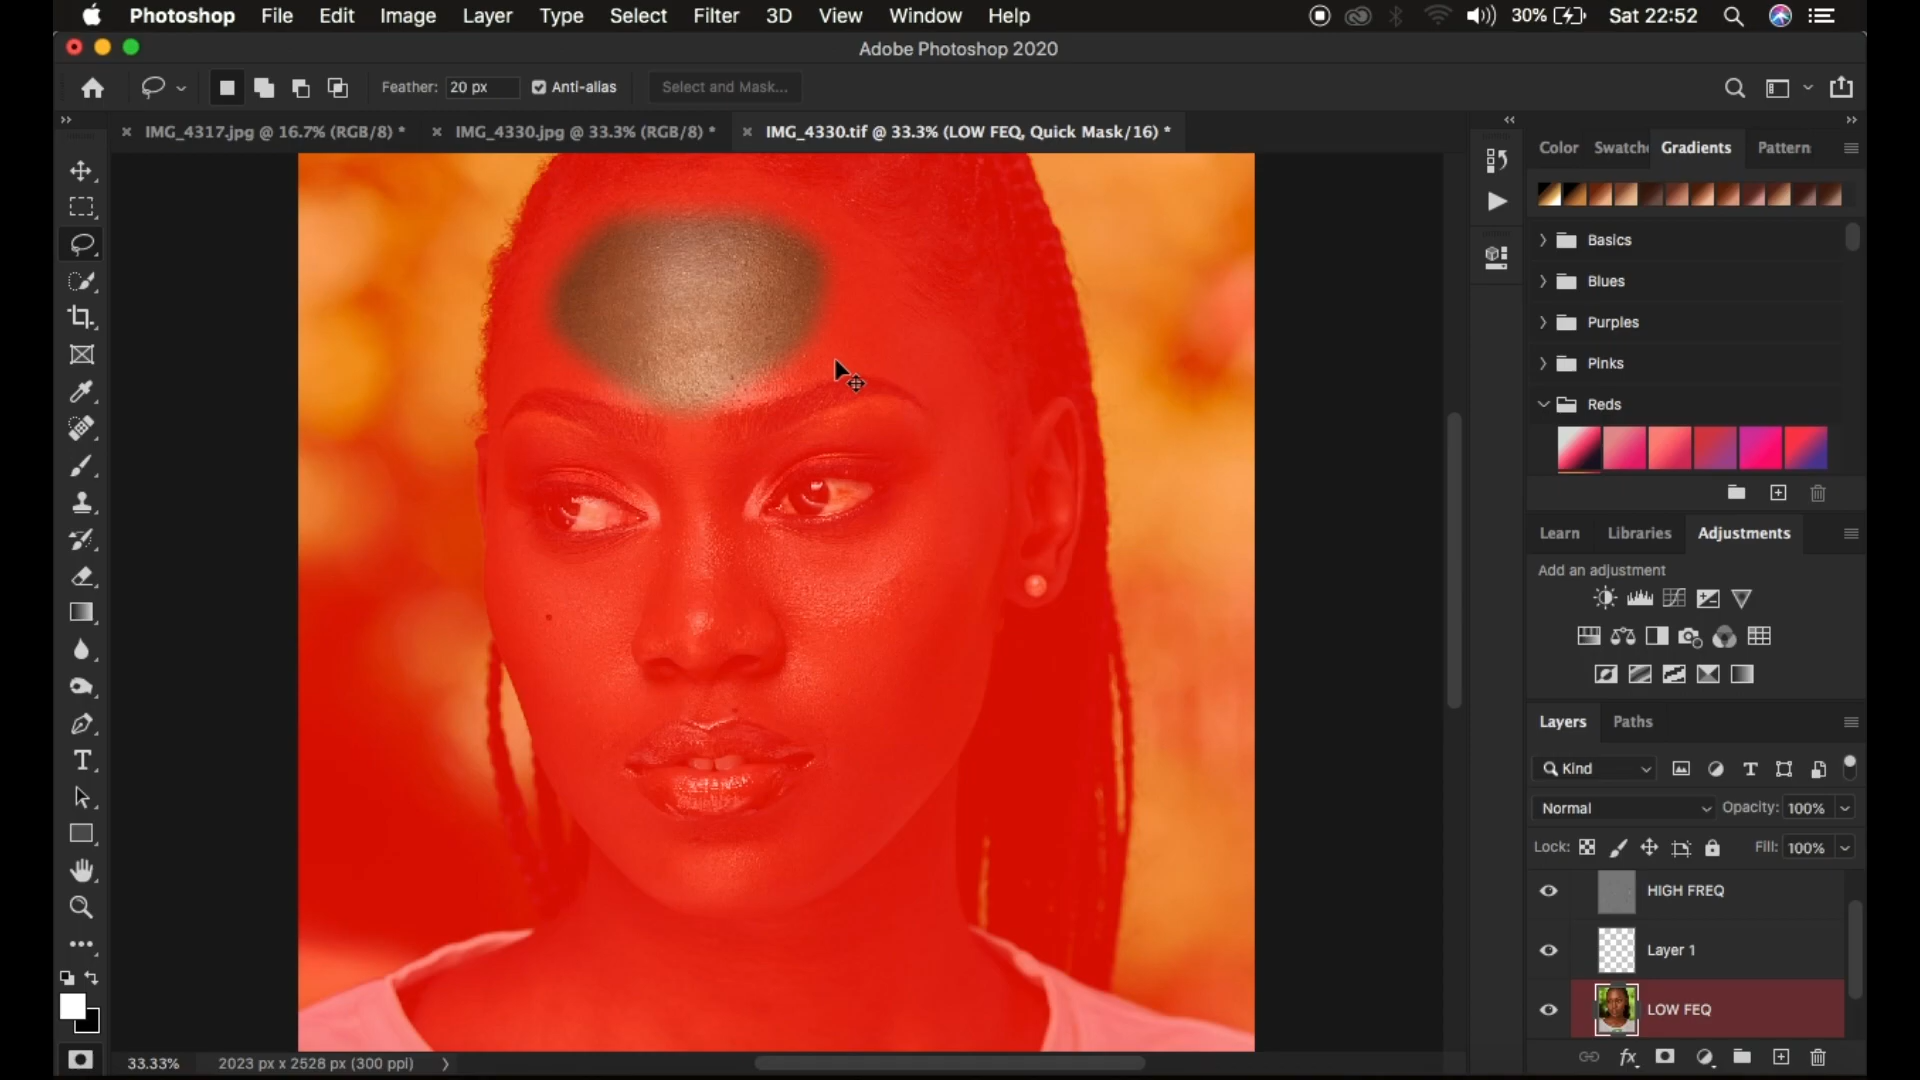 Photoshop File Edit Image Layer Type Select Filter 3D View Window Help 30% Sat 22:52
Adobe Photoshop 2020
Feather: 20 px Anti-alias Select and Mask...
IMG_4317.jpg @ 16.7% (RGB/8) * IMG_4330.jpg @ 33.3% (RGB/8) * IMG_4330.tif @ 33.3% (LOW FEQ, Quick Mask/16) *
Color Swatche Gradients Pattern
Basics
Blues
Purples
Pinks
Reds
Learn Libraries Adjustments
Add an adjustment
Layers Paths
Kind
Normal Opacity: 100%
Lock: Fill: 100%
HIGH FREQ
Layer 1
LOW FEQ
fx
33.33% 2023 px x 2528 px (300 ppi)